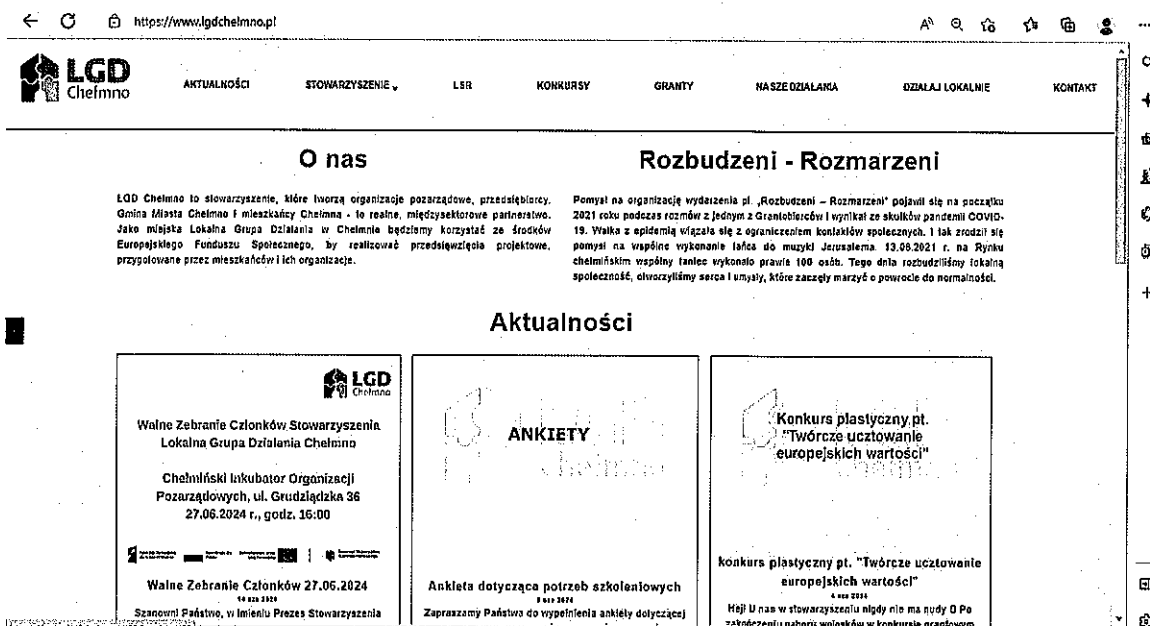 https://www.lgdchelmno.pl
LGD
Chełmno
AKTUALNOŚCI
STOWARZYSZENIE
LSR
KONKURSY
GRANTY
NASZE DZIAŁANIA
DZIAŁAJ LOKALNIE
KONTAKT
O nas
LGD Chełmno to stowarzyszenie, które tworzą organizacje pozarządowe, przedsiębiorcy,
Gmina Miasta Chełmno i mieszkańcy Chełmna - to realne, międzysektorowe partnerstwo.
Jako miejska Lokalna Grupa Działania w Chełmnie będziemy korzystać ze środków
Europejskiego Funduszu Społecznego, by realizować przedsięwzięcia projektowe,
przygotowane przez mieszkańców i ich organizacje.
Rozbudzeni - Rozmarzeni
Pomysł na organizację wydarzenia pt. „Rozbudzeni – Rozmarzeni" pojawił się na początku
2021 roku podczas rozmów z jednym z Grantobiorców i wynikał ze skutków pandemii COVID-
19. Walka z epidemią wiązała się z ograniczeniem kontaktów społecznych. I tak zrodził się
pomysł na wspólne wykonanie tańca do muzyki Jerusalema. 13.06.2021 r. na Rynku
chełmińskim wspólny taniec wykonało prawie 100 osób. Tego dnia rozbudziliśmy lokalną
społeczność, otworzyliśmy serca i umysły, które zaczęły marzyć o powrocie do normalności.
Aktualności
LGD
Chełmno
Walne Zebranie Członków Stowarzyszenia
Lokalna Grupa Działania Chełmno
Chełmiński Inkubator Organizacji
Pozarządowych, ul. Grudziądzka 36
27.06.2024 r., godz. 16:00
Walne Zebranie Członków 27.06.2024
Szanowni Państwo, w imieniu Prezes Stowarzyszenia
ANKIETY
Chełmno
Ankieta dotycząca potrzeb szkoleniowych
Zapraszamy Państwa do wypełnienia ankiety dotyczącej
Konkurs plastyczny pt.
"Twórcze ucztowanie
europejskich wartości"
konkurs plastyczny pt. "Twórcze ucztowanie
europejskich wartości"
4 cze 2024
Hej! U nas w stowarzyszeniu nigdy nie ma nudy Po
zakończeniu naboru wniosków w konkursie grantowym